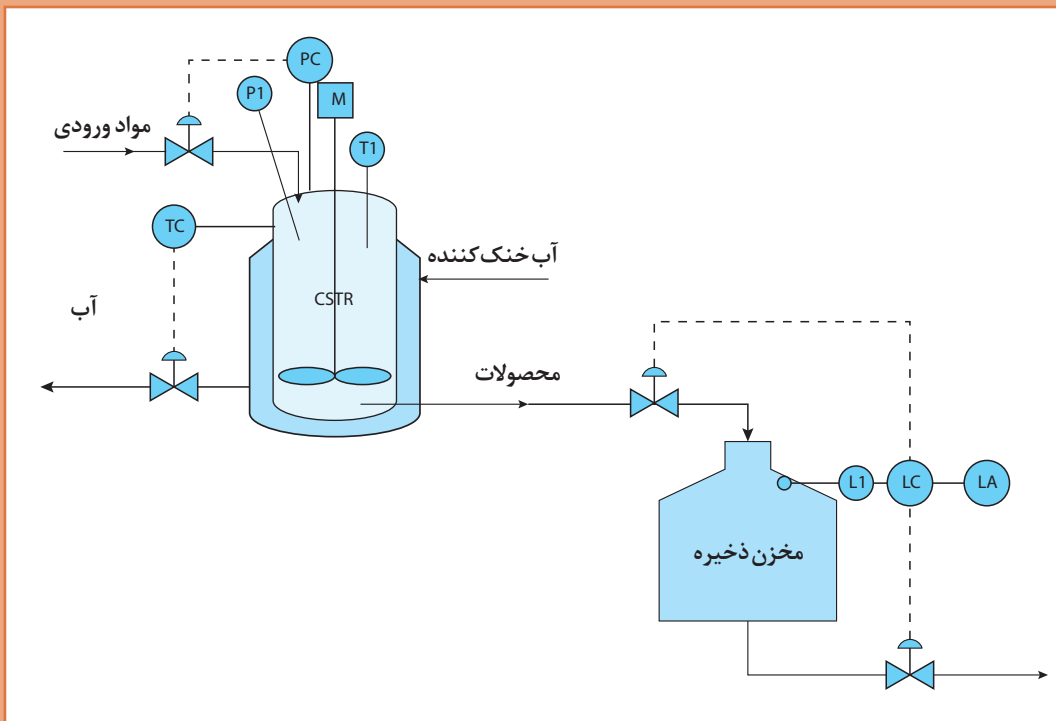 PC
P1
M
مواد ورودی
T1
TC
آب خنک کننده
آب
CSTR
محصولات
L1
LC
LA
مخزن ذخیره